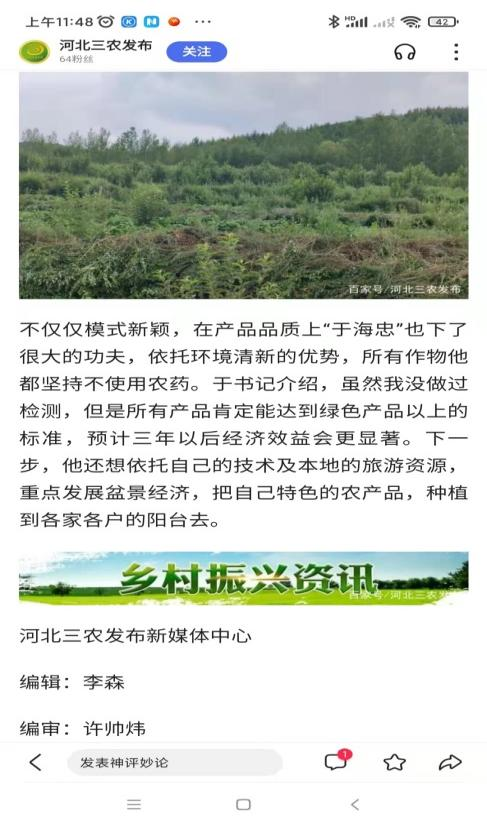 上午11:48
HD
42
河北三农发布
64粉丝
关注
百家号/河北三农发布
不仅仅模式新颖，在产品品质上“于海忠”也下了
很大的功夫，依托环境清新的优势，所有作物他
都坚持不使用农药。于书记介绍，虽然我没做过
检测，但是所有产品肯定能达到绿色产品以上的
标准，预计三年以后经济效益会更显著。下一
步，他还想依托自己的技术及本地的旅游资源，
重点发展盆景经济，把自己特色的农产品，种植
到各家各户的阳台去。
乡村振兴资讯
百家号/河北三农发布
河北三农发布新媒体中心
编辑：李森
编审：许帅炜
发表神评妙论
1